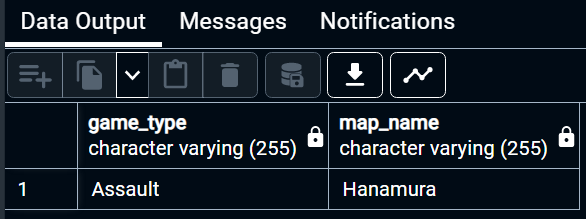 Data Output Messages Notifications
game_type map_name
character varying (255) character varying (255)
1 Assault Hanamura